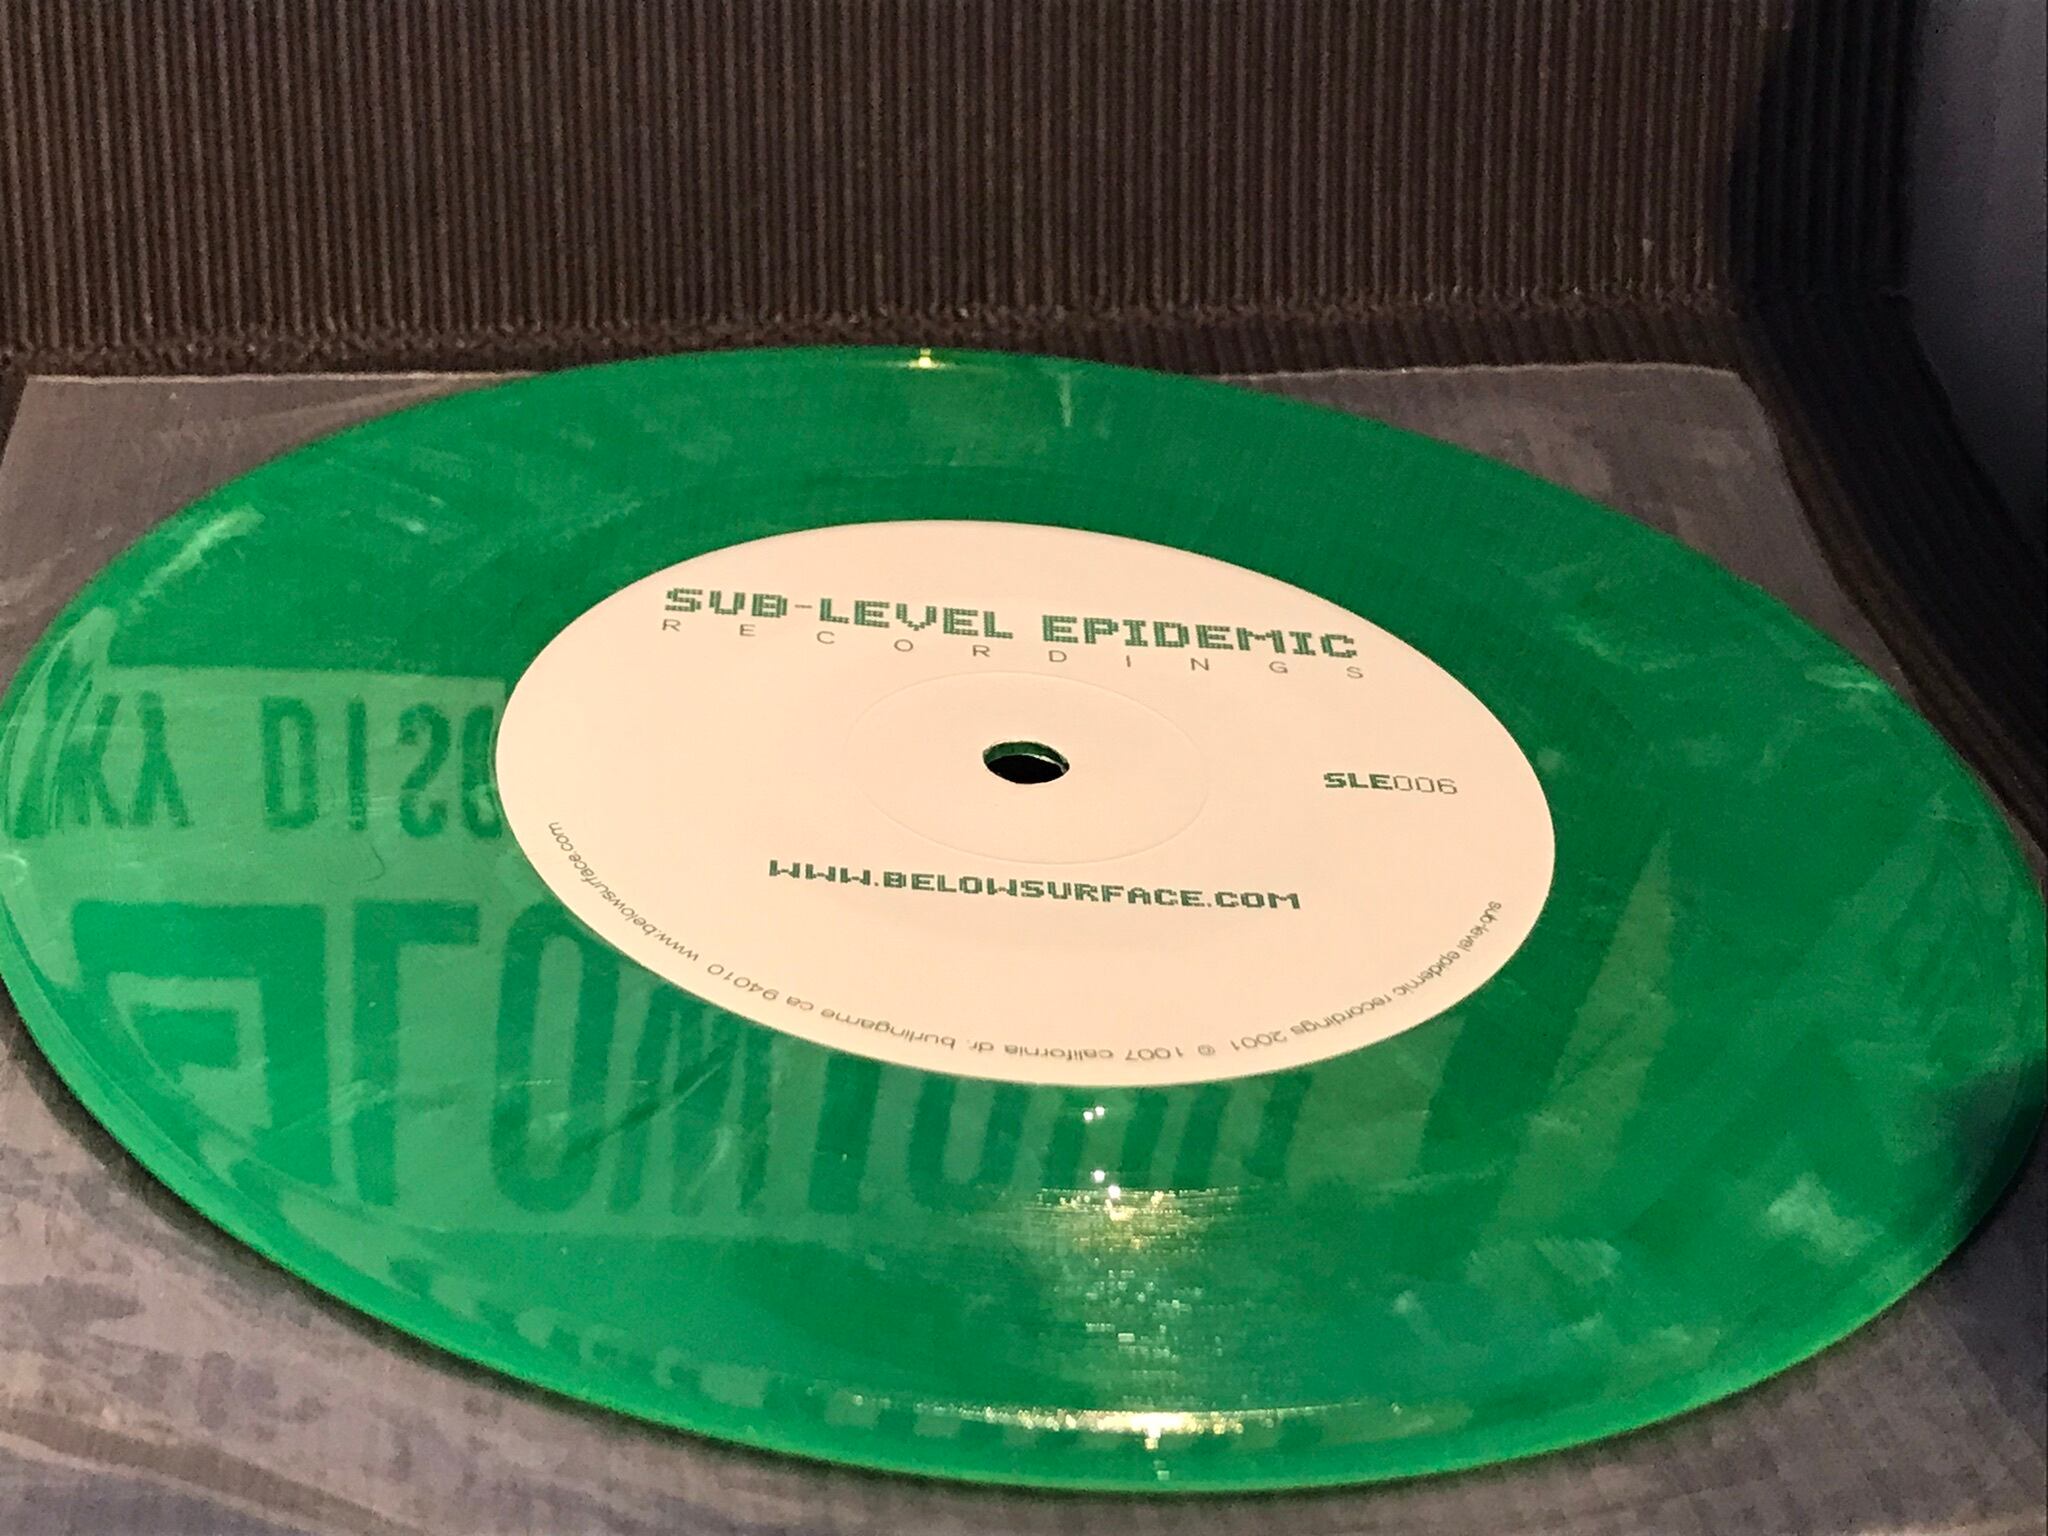 SUB-LEVEL EPIDEMIC
RECORDINGS
SLE006
WWW.BELOWSURFACE.COM
sub-level epidemic recordings 2001 © 1007 california dr. burlingame ca 94010 www.belowsurface.com